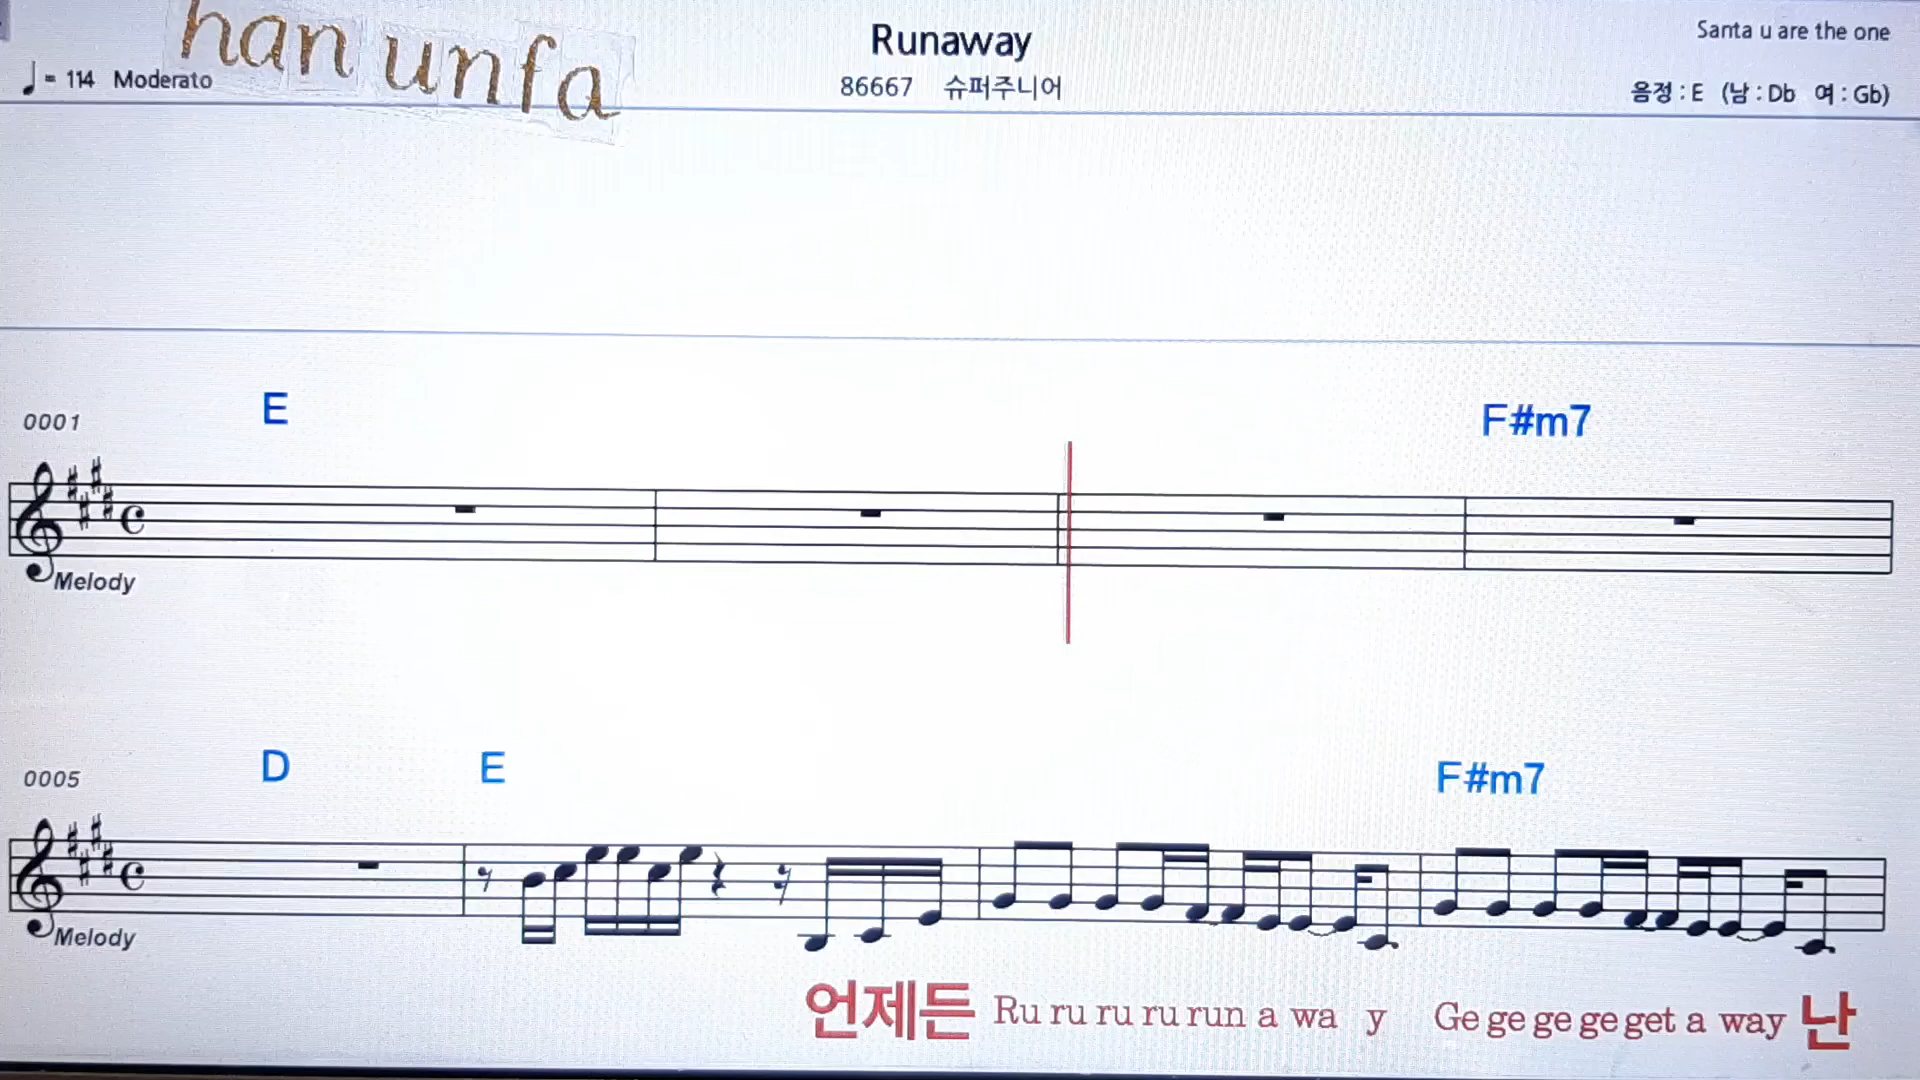 han unfa
Runaway
Santa u are the one
♩= 114 Moderato
86667 슈퍼주니어
음정 : E (남 : Db 여 : Gb)
0001 E F#m7
Melody
0005 D E F#m7
Melody
언제든 Ru ru ru ru run a wa y Ge ge ge ge get a way 난